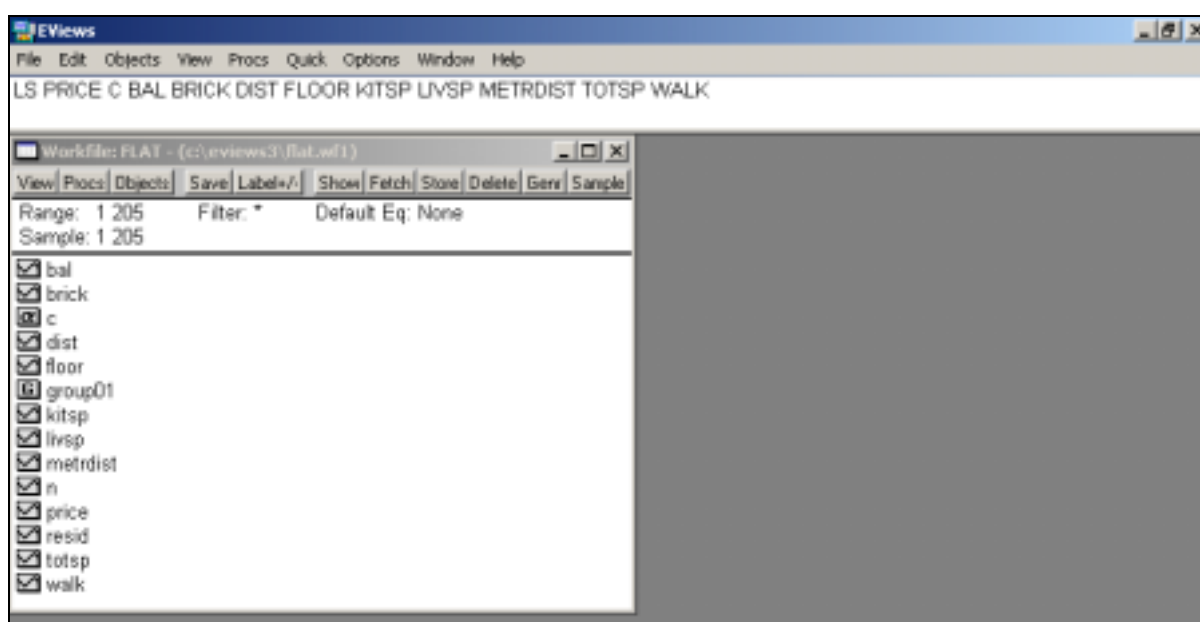 EViews
File Edit Objects View Procs Quick Options Window Help
LS PRICE C BAL BRICK DIST FLOOR KITSP LIVSP METRDIST TOTSP WALK
Workfile: FLAT - (c:\eviews3\flat.wf1)
View Procs Objects Save Label+/- Show Fetch Store Delete Genr Sample
Range: 1 205 Filter: * Default Eq: None
Sample: 1 205
bal
brick
c
dist
floor
G group01
kitsp
livsp
metrdist
n
price
resid
totsp
walk